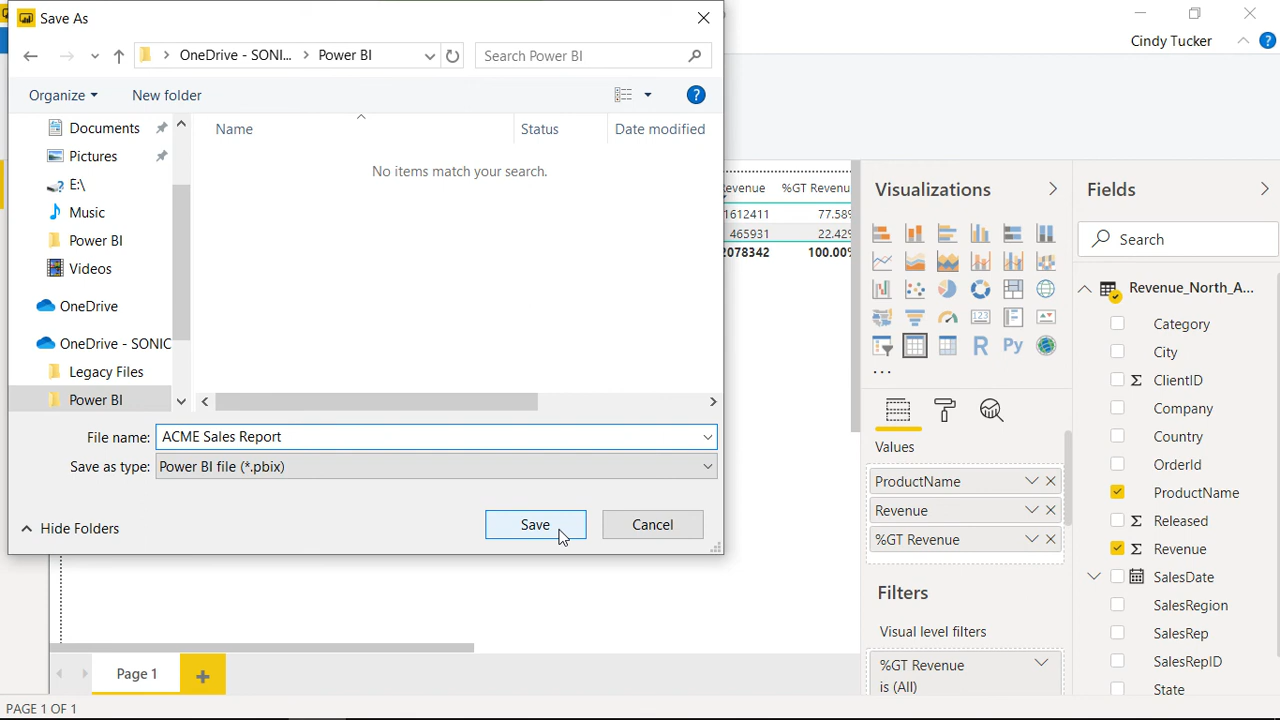 Save As
OneDrive - SONI... Power BI
Search Power BI
Organize
New folder
Documents
Pictures
E:\
Music
Power BI
Videos
OneDrive
OneDrive - SONIC
Legacy Files
Power BI
Name
Status
Date modified
No items match your search.
File name: ACME Sales Report
Save as type: Power BI file (*.pbix)
Hide Folders
Save
Cancel
Cindy Tucker
evenue %GT Revenu
1612411 77.58%
465931 22.42%
2078342 100.00%
Visualizations
123
R
Py
Values
ProductName
Revenue
%GT Revenue
Filters
Visual level filters
%GT Revenue
is (All)
Fields
Search
Revenue_North_A...
Category
City
Σ ClientID
Company
Country
OrderId
ProductName
Σ Released
Σ Revenue
SalesDate
SalesRegion
SalesRep
SalesRepID
State
Page 1
PAGE 1 OF 1